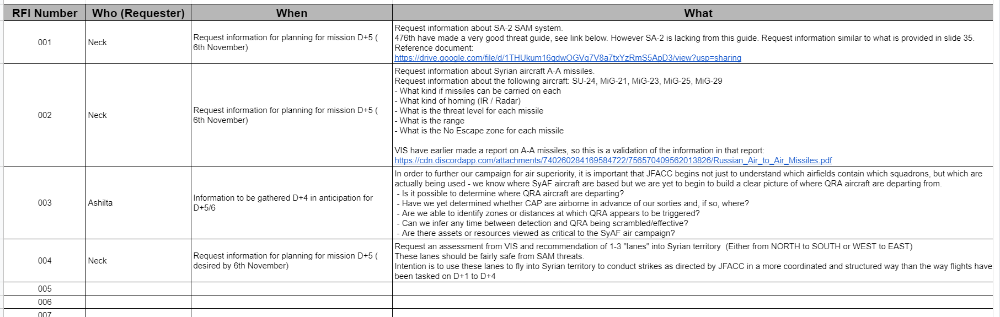 RFI Number Who (Requester) When What
001
Neck
Request information for planning for mission D+5 (
6th November)
Request information about SA-2 SAM system.
476th have made a very good threat guide, see link below. However SA-2 is lacking from this guide. Request information similar to what is provided in slide 35.
Reference document:
https://drive.google.com/file/d/1THUkum16qdwOGVq7V8a7txYzRmS5ApD3/view?usp=sharing
002
Neck
Request information for planning for mission D+5 (
6th November)
Request information about Syrian aircraft A-A missiles.
Request information about the following aircraft: SU-24, MiG-21, MiG-23, MiG-25, MiG-29
- What kind if missiles can be carried on each
- What kind of homing (IR / Radar)
- What is the threat level for each missile
- What is the range
- What is the No Escape zone for each missile
VIS have earlier made a report on A-A missiles, so this is a validation of the information in that report:
https://cdn.discordapp.com/attachments/740260284169584722/756570409562013826/Russian_Air_to_Air_Missiles.pdf
003
Ashilta
Information to be gathered D+4 in anticipation for
D+5/6
In order to further our campaign for air superiority, it is important that JFACC begins not just to understand which airfields contain which squadrons, but which are
actually being used - we know where SyAF aircraft are based but we are yet to begin to build a clear picture of where QRA aircraft are departing from.
- Is it possible to determine where QRA aircraft are departing?
- Have we yet determined whether CAP are airborne in advance of our sorties and, if so, where?
- Are we able to identify zones or distances at which QRA appears to be triggered?
- Can we infer any time between detection and QRA being scrambled/effective?
- Are there assets or resources viewed as critical to the SyAF air campaign?
004
Neck
Request information for planning for mission D+5 (
desired by 6th November)
Request an assessment from VIS and recommendation of 1-3 "lanes" into Syrian territory (Either from NORTH to SOUTH or WEST to EAST)
These lanes should be fairly safe from SAM threats.
Intention is to use these lanes to fly into Syrian territory to conduct strikes as directed by JFACC in a more coordinated and structured way than the way flights have
been tasked on D+1 to D+4
005
006
007